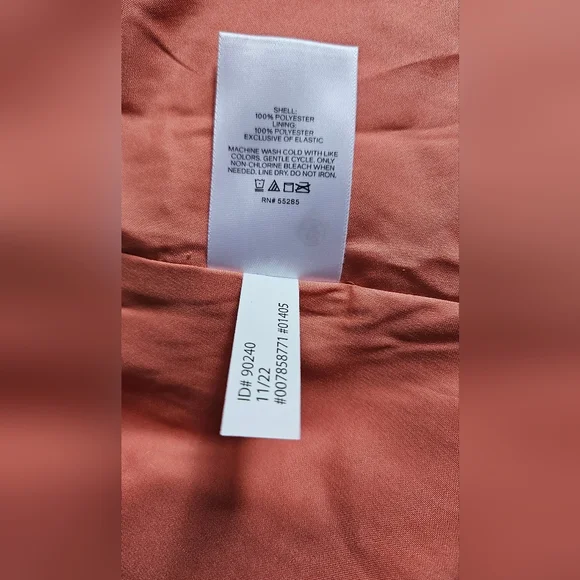 SHELL:
100% POLYESTER
LINING:
100% POLYESTER
EXCLUSIVE OF ELASTIC
MACHINE WASH COLD WITH LIKE
COLORS. GENTLE CYCLE. ONLY
NON-CHLORINE BLEACH WHEN
NEEDED. LINE DRY. DO NOT IRON.
RN# 55285
ID# 90240
11/22
#007858771 #01405